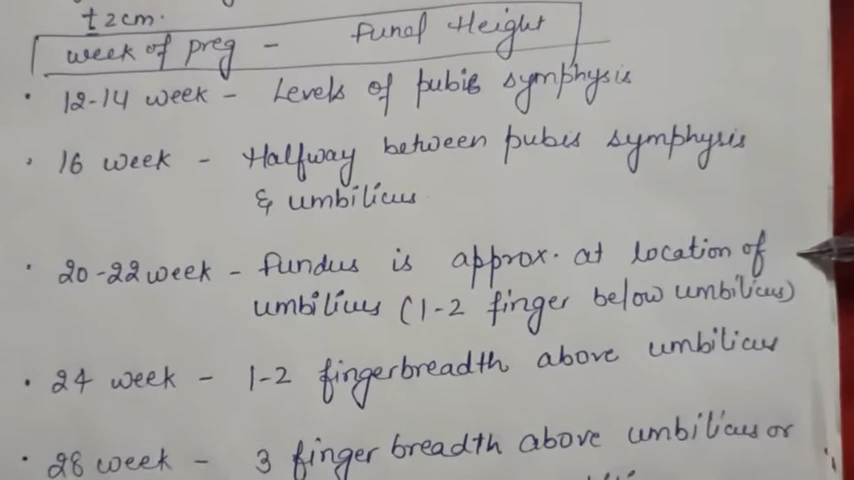 ± 2cm.
week of preg - Funal Height
• 12-14 week - Levels of pubis symphysis
• 16 week - Halfway between pubis symphysis
& umbilicus
• 20-22 week - fundus is approx. at location of
umbilius (1-2 finger below umbilicus)
• 24 week - 1-2 fingerbreadth above umbilicus
• 28 week - 3 finger breadth above umbilicus or